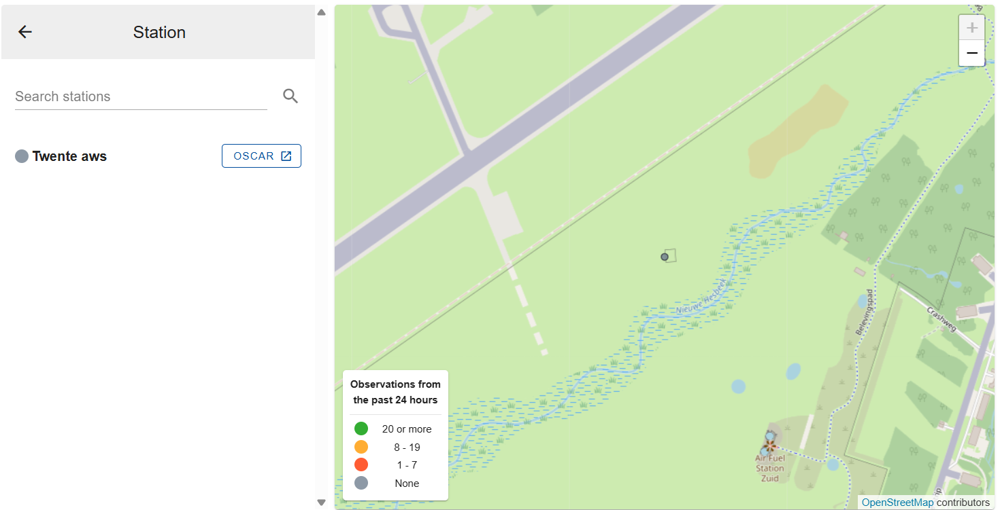 Station
Search stations
Twente aws
OSCAR
+
−
Nieuwe Hesbeek
Belevingspad
Crashweg
Air Fuel
Station
Zuid
Observations from
the past 24 hours
20 or more
8 - 19
1 - 7
None
OpenStreetMap contributors